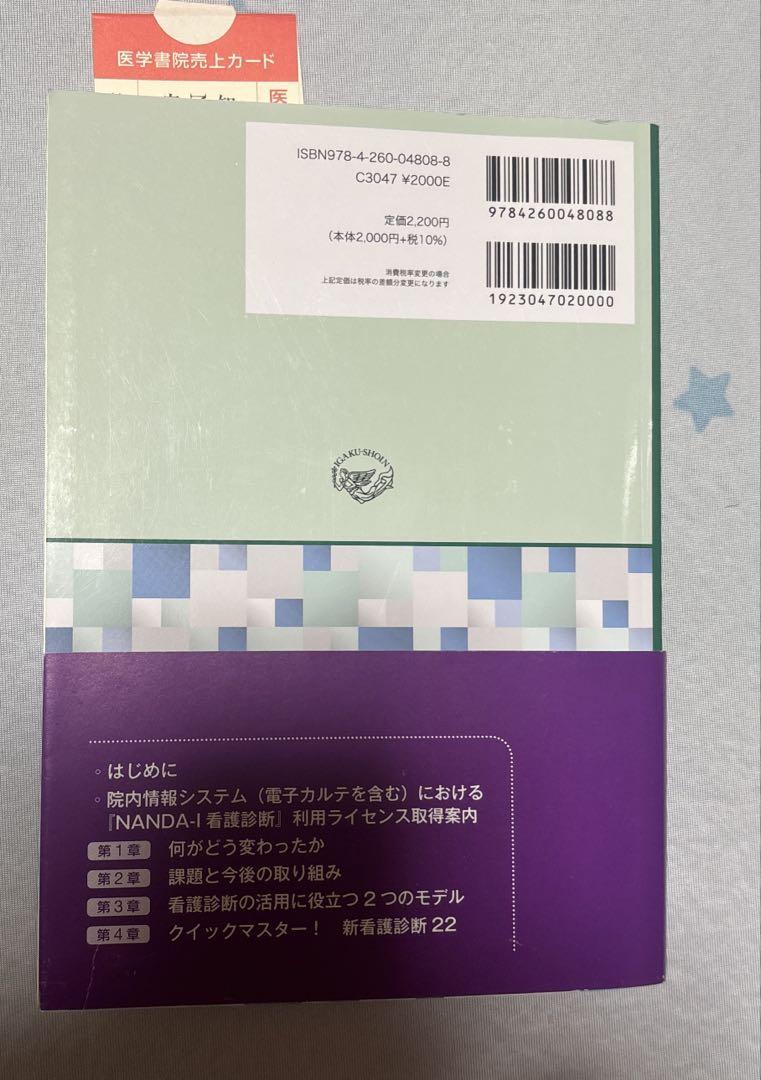 医学書院売上カード
医
ISBN978-4-260-04808-8
C3047 ¥2000E
定価2,200円
(本体2,000円+税10%)
消費税率変更の場合
上記定価は税率の差額分変更になります
9784260048088
1923047020000
IGAKU-SHOIN
◦ はじめに
◦ 院内情報システム（電子カルテを含む）における
『NANDA-I 看護診断』利用ライセンス取得案内
第1章 何がどう変わったか
第2章 課題と今後の取り組み
第3章 看護診断の活用に役立つ2つのモデル
第4章 クイックマスター！ 新看護診断22